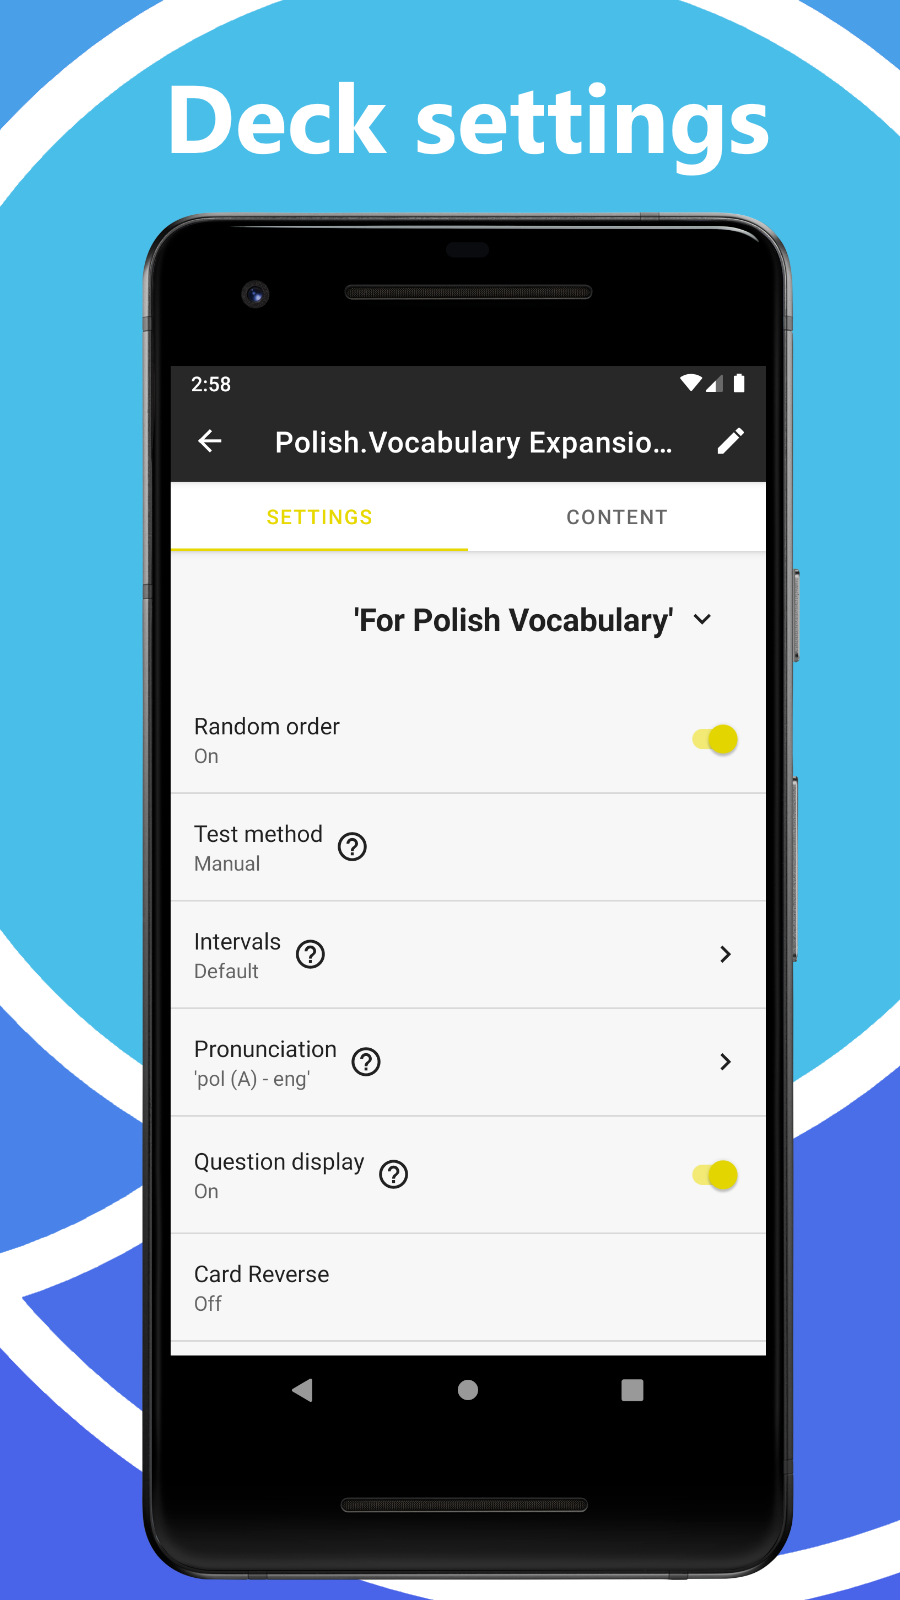 Deck settings
2:58
Polish.Vocabulary Expansio...
SETTINGS CONTENT
'For Polish Vocabulary'
Random order
On
Test method
Manual
Intervals
Default
Pronunciation
'pol (A) - eng'
Question display
On
Card Reverse
Off